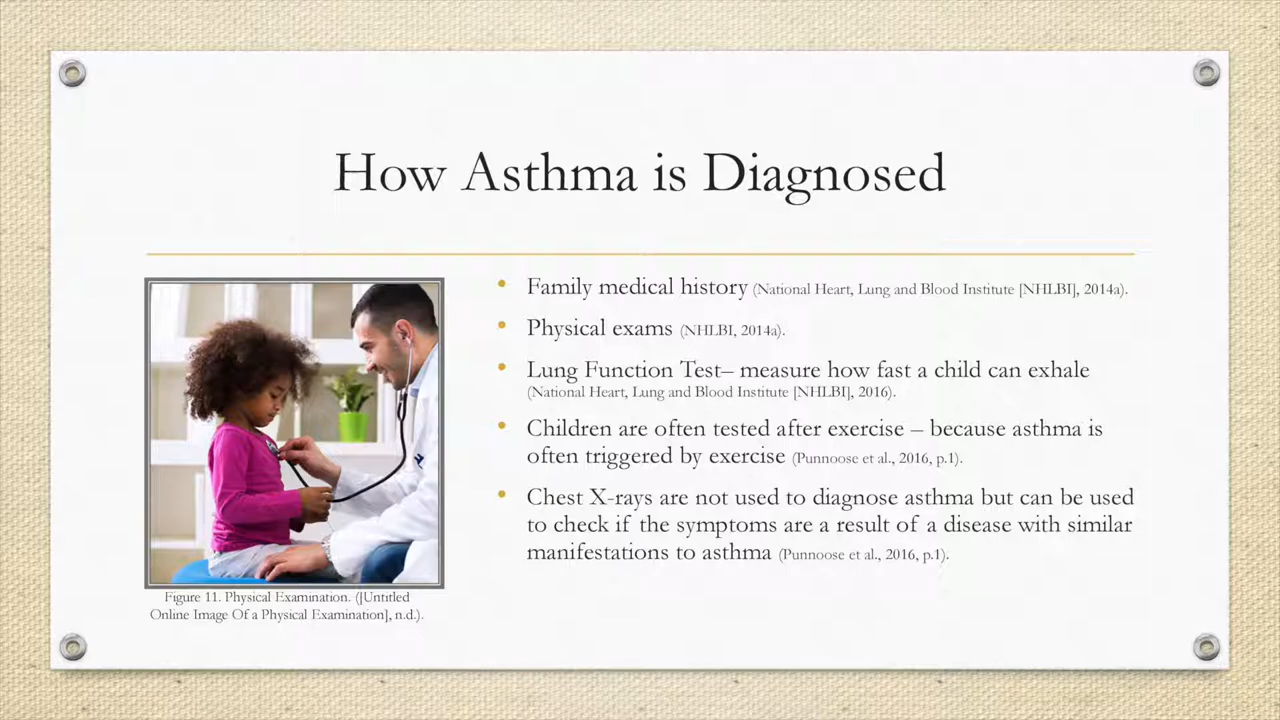 How Asthma is Diagnosed
• Family medical history (National Heart, Lung and Blood Institute [NHLBI], 2014a).
• Physical exams (NHLBI, 2014a).
• Lung Function Test– measure how fast a child can exhale
(National Heart, Lung and Blood Institute [NHLBI], 2016).
• Children are often tested after exercise – because asthma is
often triggered by exercise (Punnoose et al., 2016, p.1).
• Chest X-rays are not used to diagnose asthma but can be used
to check if the symptoms are a result of a disease with similar
manifestations to asthma (Punnoose et al., 2016, p.1).
Figure 11. Physical Examination. ([Untitled
Online Image Of a Physical Examination], n.d.).